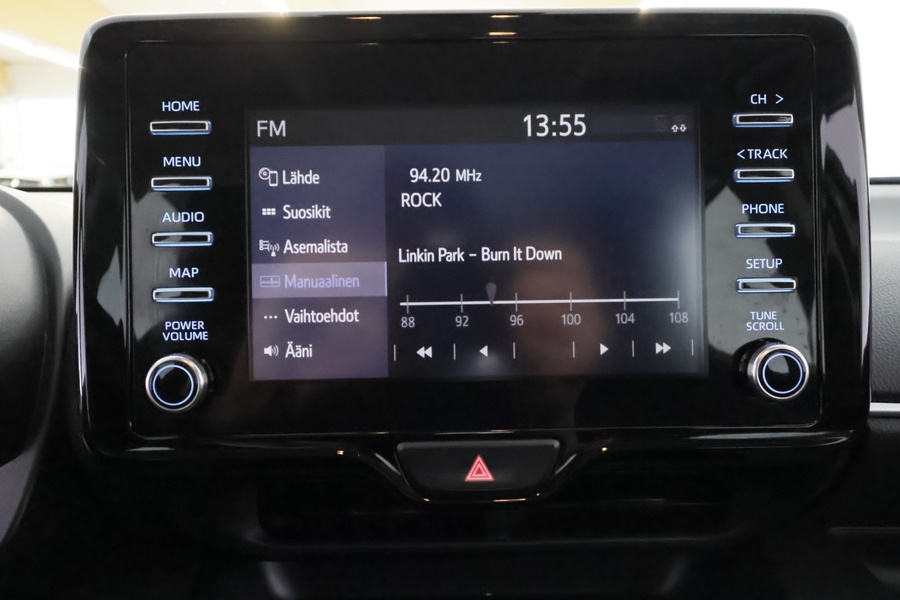 HOME
MENU
AUDIO
MAP
POWER
VOLUME
FM
13:55
Lähde
Suosikit
Asemalista
Manuaalinen
Vaihtoehdot
Ääni
94.20 MHz
ROCK
Linkin Park – Burn It Down
88 92 96 100 104 108
CH >
< TRACK
PHONE
SETUP
TUNE
SCROLL